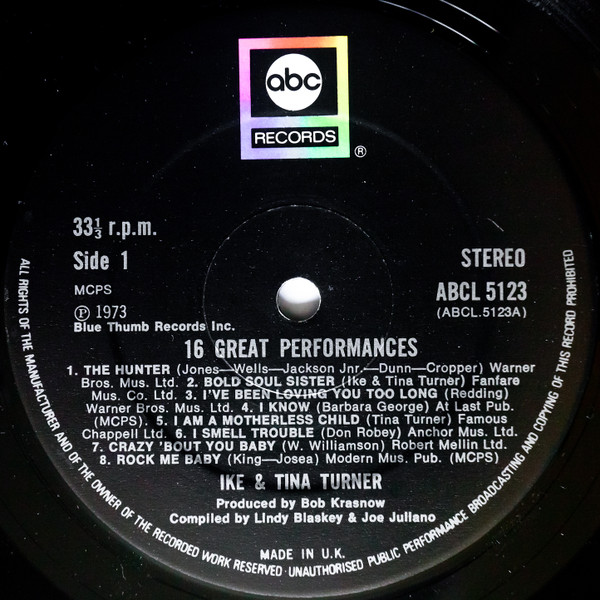 abc
RECORDS
®
33⅓ r.p.m.
Side 1
MCPS
Ⓟ 1973
Blue Thumb Records Inc.
STEREO
ABCL 5123
(ABCL.5123A)
16 GREAT PERFORMANCES
1. THE HUNTER (Jones—Wells—Jackson Jnr.—Dunn—Cropper) Warner
Bros. Mus. Ltd. 2. BOLD SOUL SISTER (Ike & Tina Turner) Fanfare
Mus. Co. Ltd. 3. I'VE BEEN LOVING YOU TOO LONG (Redding)
Warner Bros. Mus. Ltd. 4. I KNOW (Barbara George) At Last Pub.
(MCPS). 5. I AM A MOTHERLESS CHILD (Tina Turner) Famous
Chappell Ltd. 6. I SMELL TROUBLE (Don Robey) Anchor Mus. Ltd.
7. CRAZY 'BOUT YOU BABY (W. Williamson) Robert Mellin Ltd.
8. ROCK ME BABY (King—Josea) Modern Mus. Pub. (MCPS)
IKE & TINA TURNER
Produced by Bob Krasnow
Compiled by Lindy Blaskey & Joe Juliano
MADE IN U.K.
ALL RIGHTS OF THE MANUFACTURER AND OF THE OWNER OF THE RECORDED WORK RESERVED · UNAUTHORISED PUBLIC PERFORMANCE BROADCASTING AND COPYING OF THIS RECORD PROHIBITED